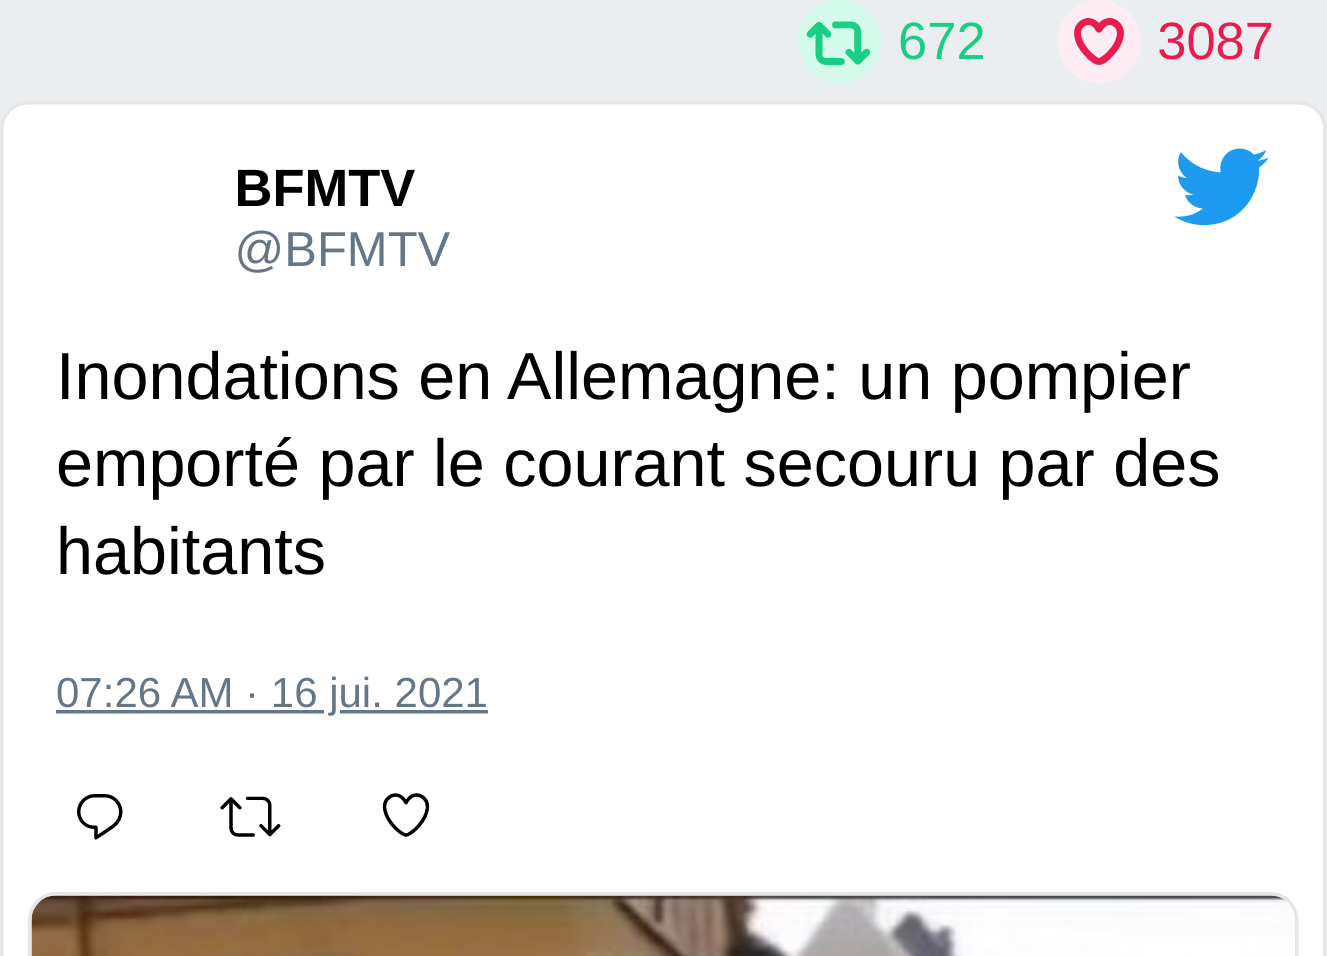 672 3087
BFMTV
@BFMTV
Inondations en Allemagne: un pompier
emporté par le courant secouru par des
habitants
07:26 AM · 16 jui. 2021